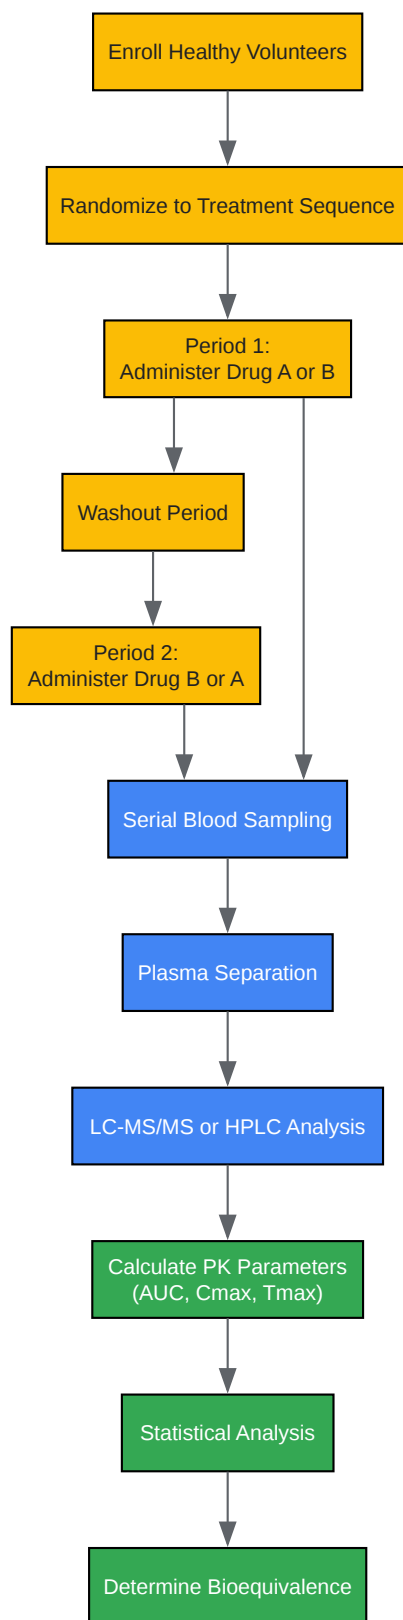 Enroll Healthy Volunteers
Randomize to Treatment Sequence
Period 1:
Administer Drug A or B
Washout Period
Period 2:
Administer Drug B or A
Serial Blood Sampling
Plasma Separation
LC-MS/MS or HPLC Analysis
Calculate PK Parameters
(AUC, Cmax, Tmax)
Statistical Analysis
Determine Bioequivalence